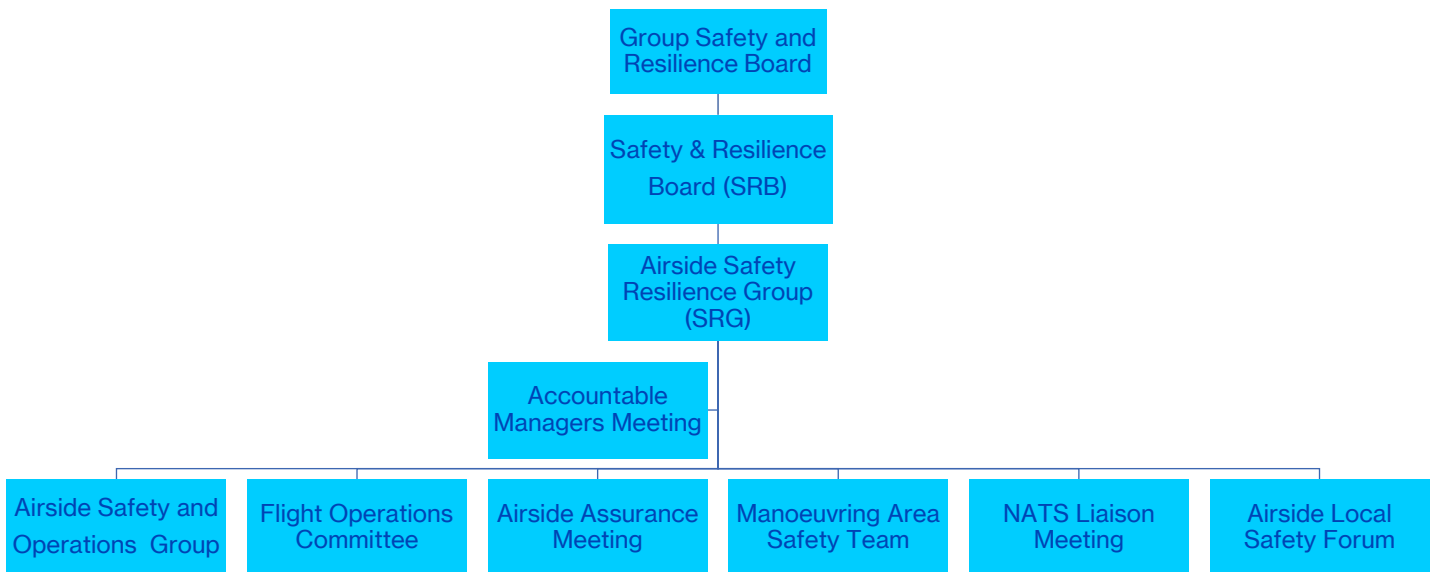 Group Safety and
Resilience Board
Safety & Resilience
Board (SRB)
Airside Safety
Resilience Group
(SRG)
Accountable
Managers Meeting
Airside Safety and
Operations Group
Flight Operations
Committee
Airside Assurance
Meeting
Manoeuvring Area
Safety Team
NATS Liaison
Meeting
Airside Local
Safety Forum